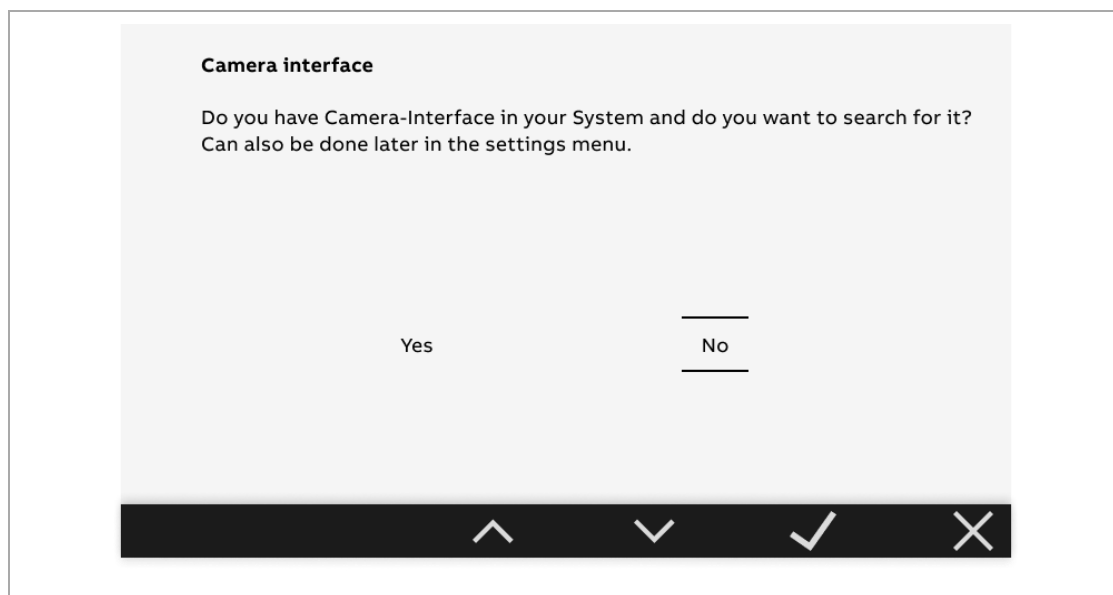 Camera interface
Do you have Camera-Interface in your System and do you want to search for it?
Can also be done later in the settings menu.
Yes No